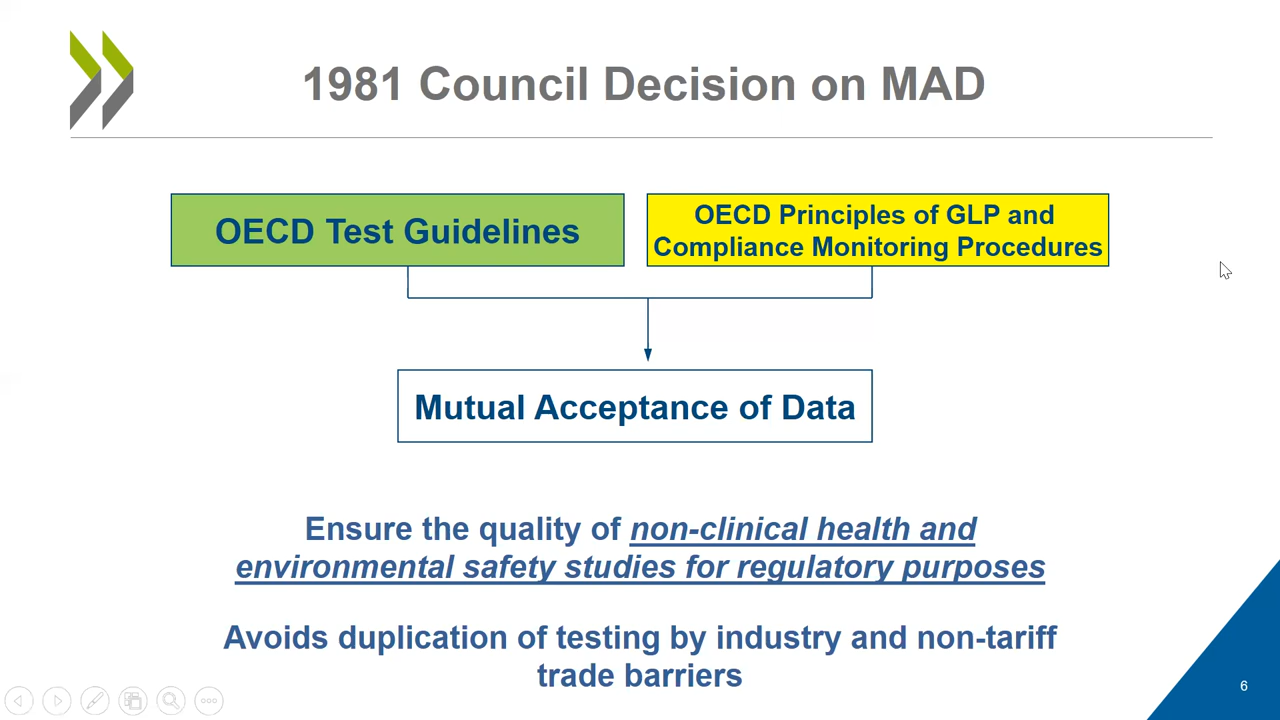 1981 Council Decision on MAD
OECD Test Guidelines
OECD Principles of GLP and
Compliance Monitoring Procedures
Mutual Acceptance of Data
Ensure the quality of non-clinical health and
environmental safety studies for regulatory purposes
Avoids duplication of testing by industry and non-tariff
trade barriers
6